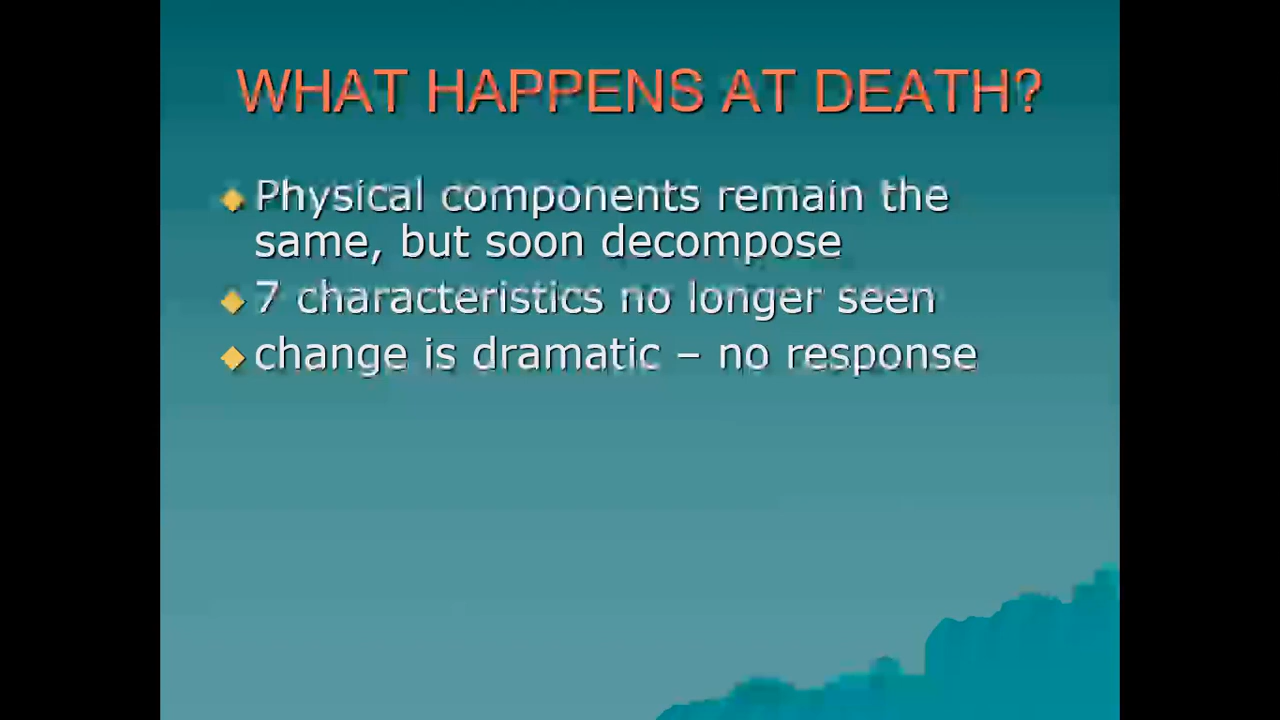 WHAT HAPPENS AT DEATH?
Physical components remain the
same, but soon decompose
7 characteristics no longer seen
change is dramatic – no response